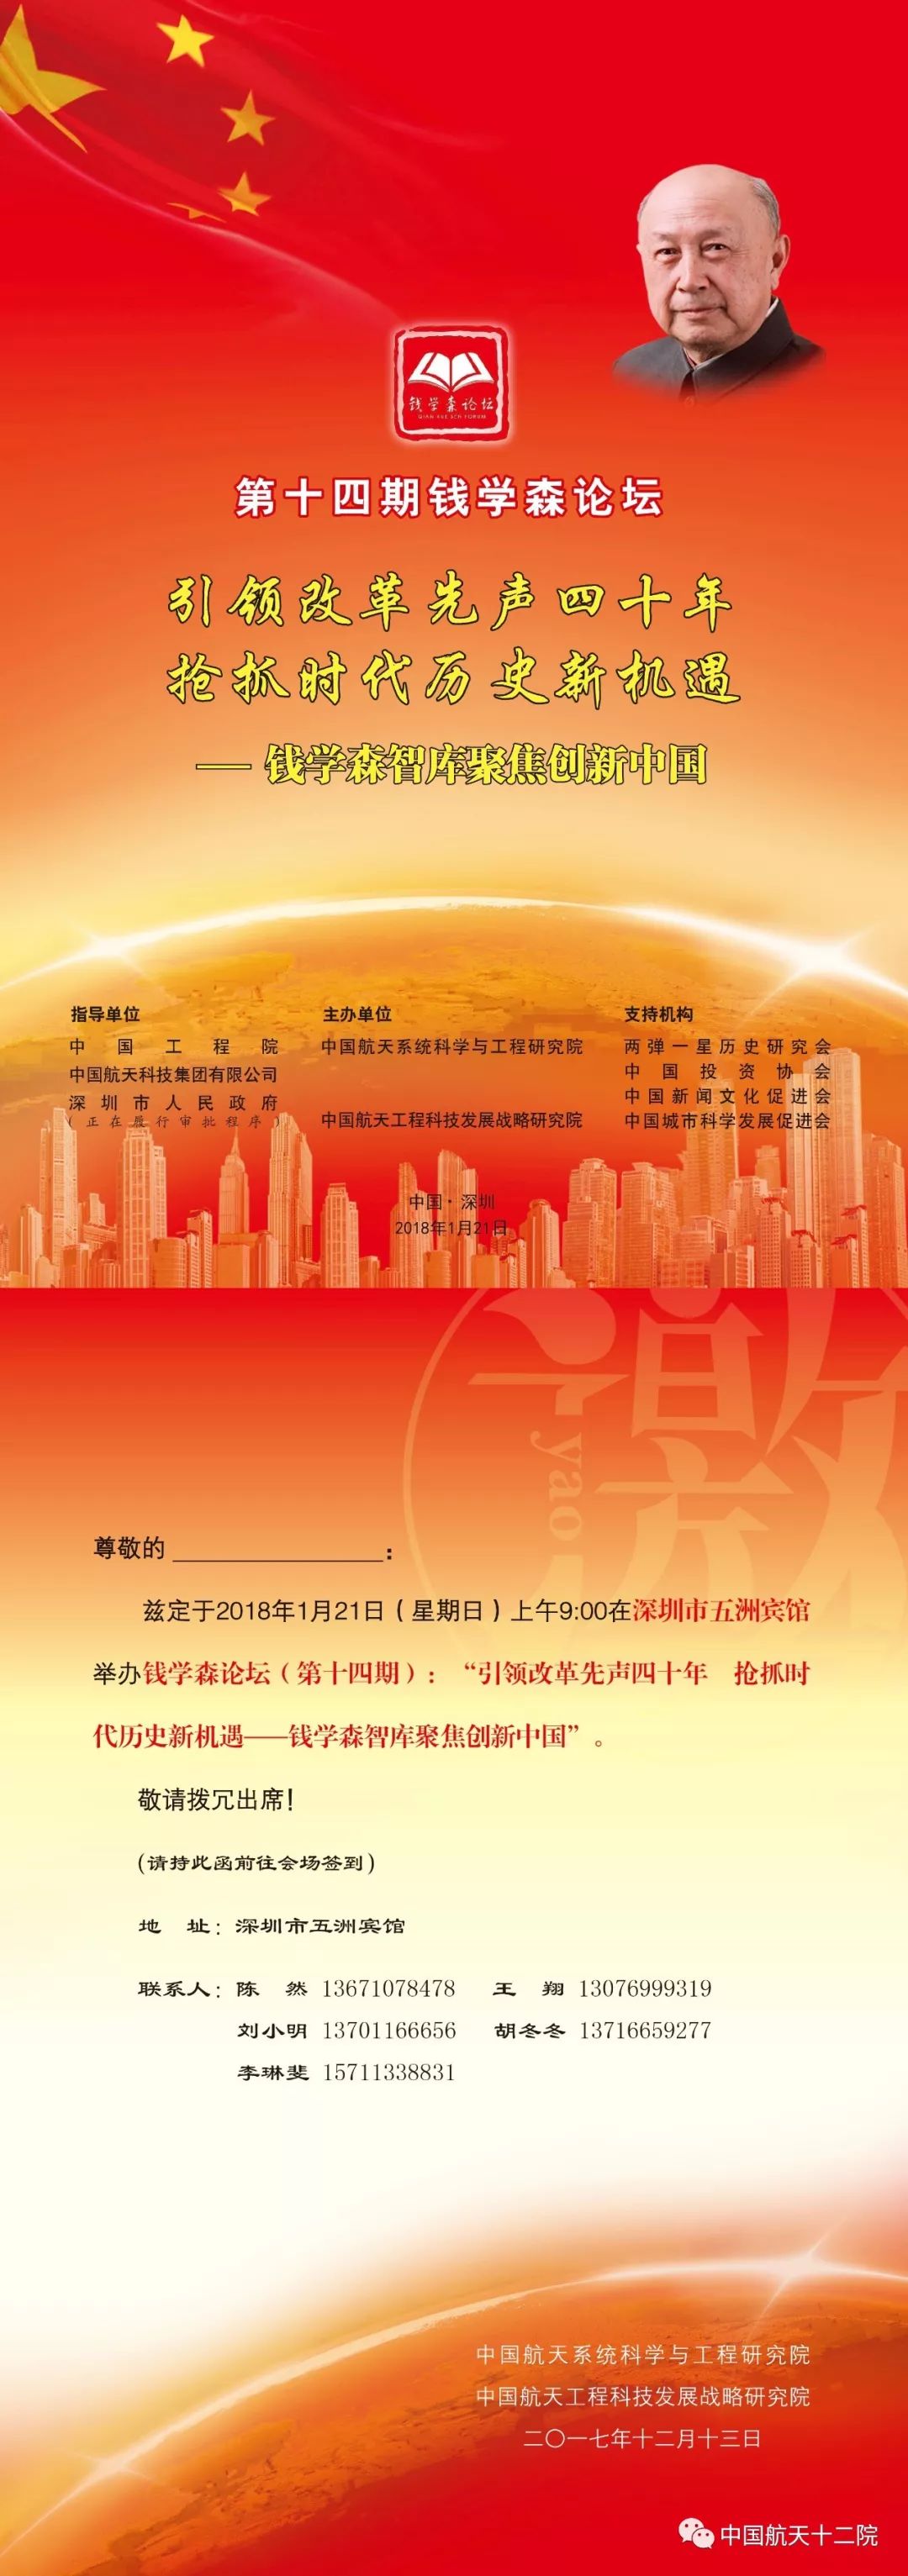 钱学森论坛
QIAN XUE SEN FORUM
第十四期钱学森论坛
引领改革先声四十年
抢抓时代历史新机遇
—— 钱学森智库聚焦创新中国
指导单位
中国工程院
中国航天科技集团有限公司
深圳市人民政府
(正在履行审批程序)
主办单位
中国航天系统科学与工程研究院
中国航天工程科技发展战略研究院
支持机构
两弹一星历史研究会
中国投资协会
中国新闻文化促进会
中国城市科学发展促进会
中国·深圳
2018年1月21日
邀
yao
尊敬的 ________________:
兹定于2018年1月21日(星期日)上午9:00在深圳市五洲宾馆
举办钱学森论坛(第十四期):“引领改革先声四十年 抢抓时
代历史新机遇——钱学森智库聚焦创新中国”。
敬请拨冗出席!
(请持此函前往会场签到)
地 址: 深圳市五洲宾馆
联系人: 陈 然 13671078478 王 翔 13076999319
刘小明 13701166656 胡冬冬 13716659277
李琳斐 15711338831
中国航天系统科学与工程研究院
中国航天工程科技发展战略研究院
二〇一七年十二月十三日
中国航天十二院